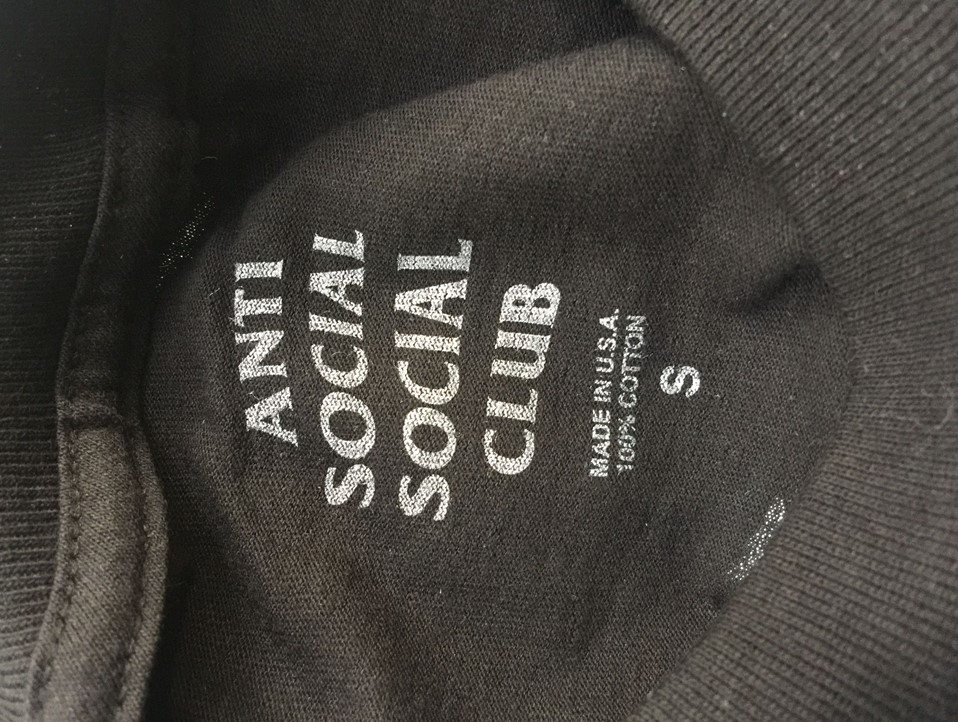 ANTI
SOCIAL
SOCIAL
CLUB
MADE IN U.S.A.
100% COTTON
S